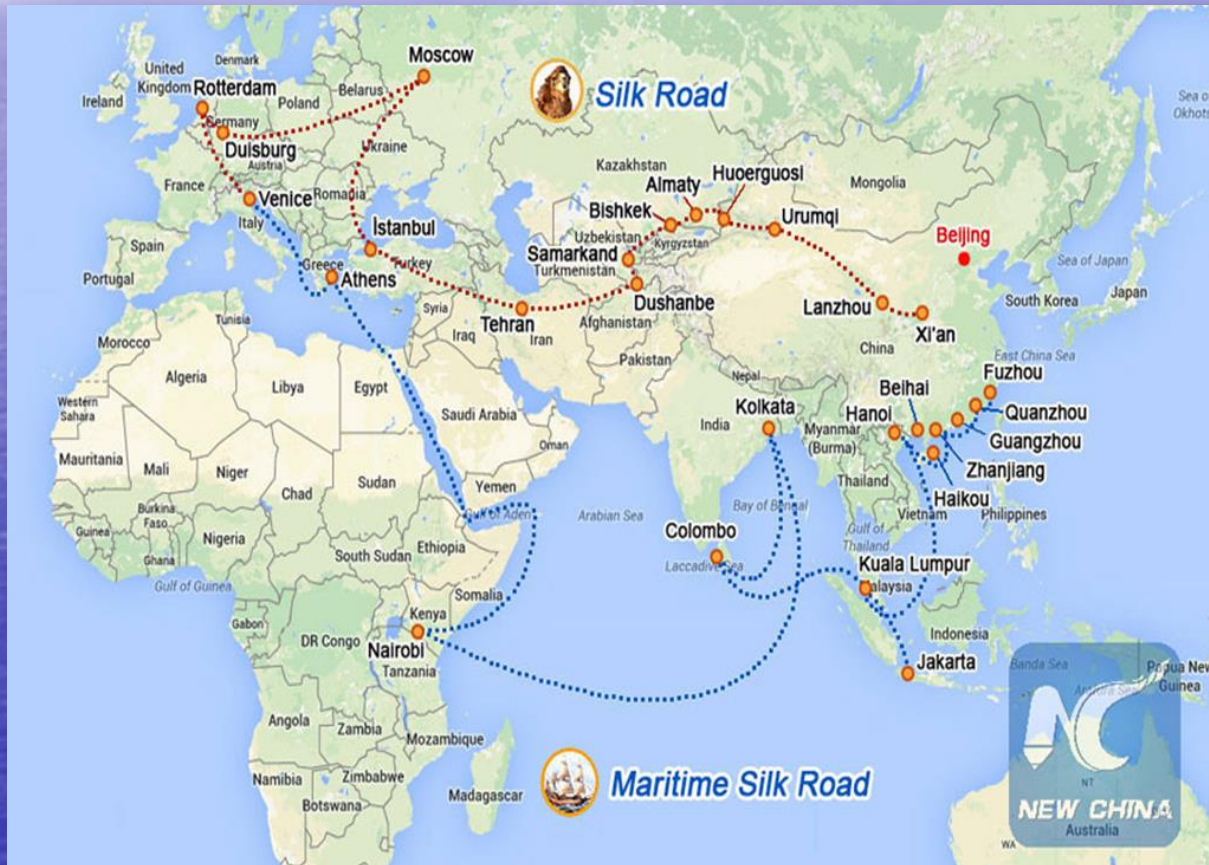 Moscow
Denmark
United
Kingdom
Rotterdam
Ireland
Poland
Belarus
Germany
Silk Road
Sea of
Okhots
Duisburg
Austria
Ukraine
Kazakhstan
Huoerguosi
Mongolia
France
Romania
Almaty
Venice
Bishkek
Urumqi
Italy
İstanbul
Uzbekistan
Kyrgyzstan
Beijing
Spain
Samarkand
Portugal
Greece
Turkey
Turkmenistan
Sea of Japan
Athens
Dushanbe
Lanzhou
South Korea
Japan
Tunisia
Syria
Tehran
Iraq
Iran
Afghanistan
Xi'an
Morocco
China
Pakistan
East China Sea
Algeria
Libya
Egypt
Nepal
Beihai
Fuzhou
Western
Sahara
Saudi Arabia
Kolkata
Hanoi
Quanzhou
India
Myanmar
(Burma)
Oman
Guangzhou
Mauritania
Mali
Niger
Sudan
Zhanjiang
Chad
Yemen
Thailand
Haikou
Burkina
Faso
Gulf of Aden
Arabian Sea
Bay of Bengal
Vietnam
Philippines
Guinea
Nigeria
Gulf of
Thailand
Ghana
South Sudan
Ethiopia
Colombo
Laccadive Sea
Kuala Lumpur
Gulf of Guinea
Malaysia
Somalia
Gabon
Kenya
DR Congo
Nairobi
Indonesia
Tanzania
Jakarta
Banda Sea
Papua New
Guinea
Angola
Zambia
Mozambique
Namibia
Zimbabwe
Botswana
Madagascar
Maritime Silk Road
NC
NT
NEW CHINA
Australia
WA